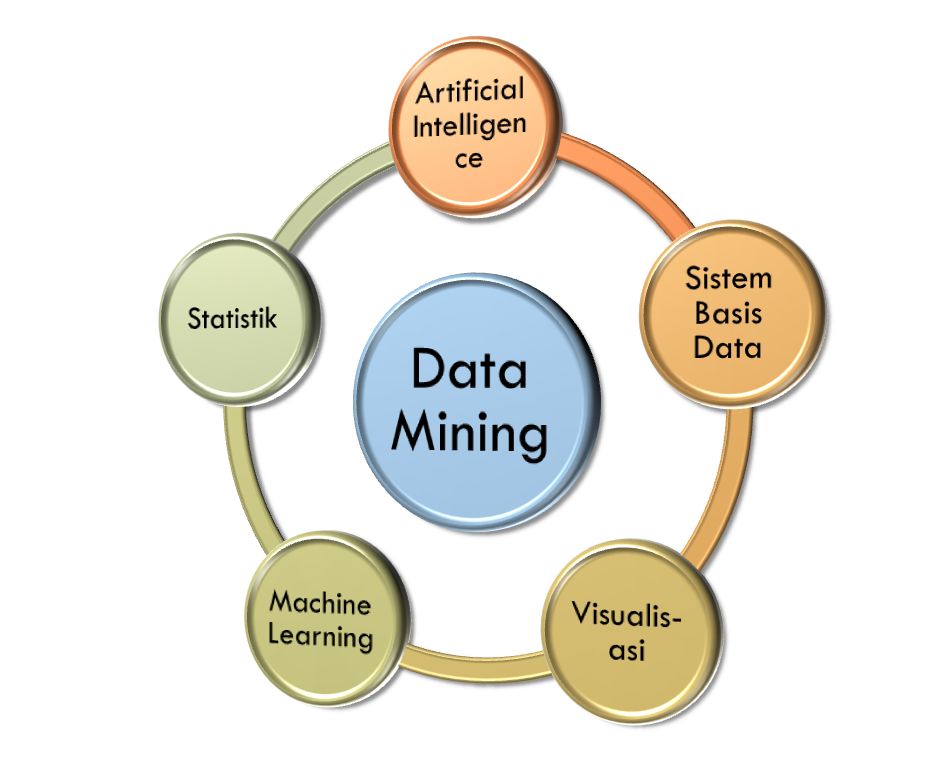 Artificial
Intelligen
ce
Sistem
Basis
Data
Statistik
Data
Mining
Machine
Learning
Visualis-
asi